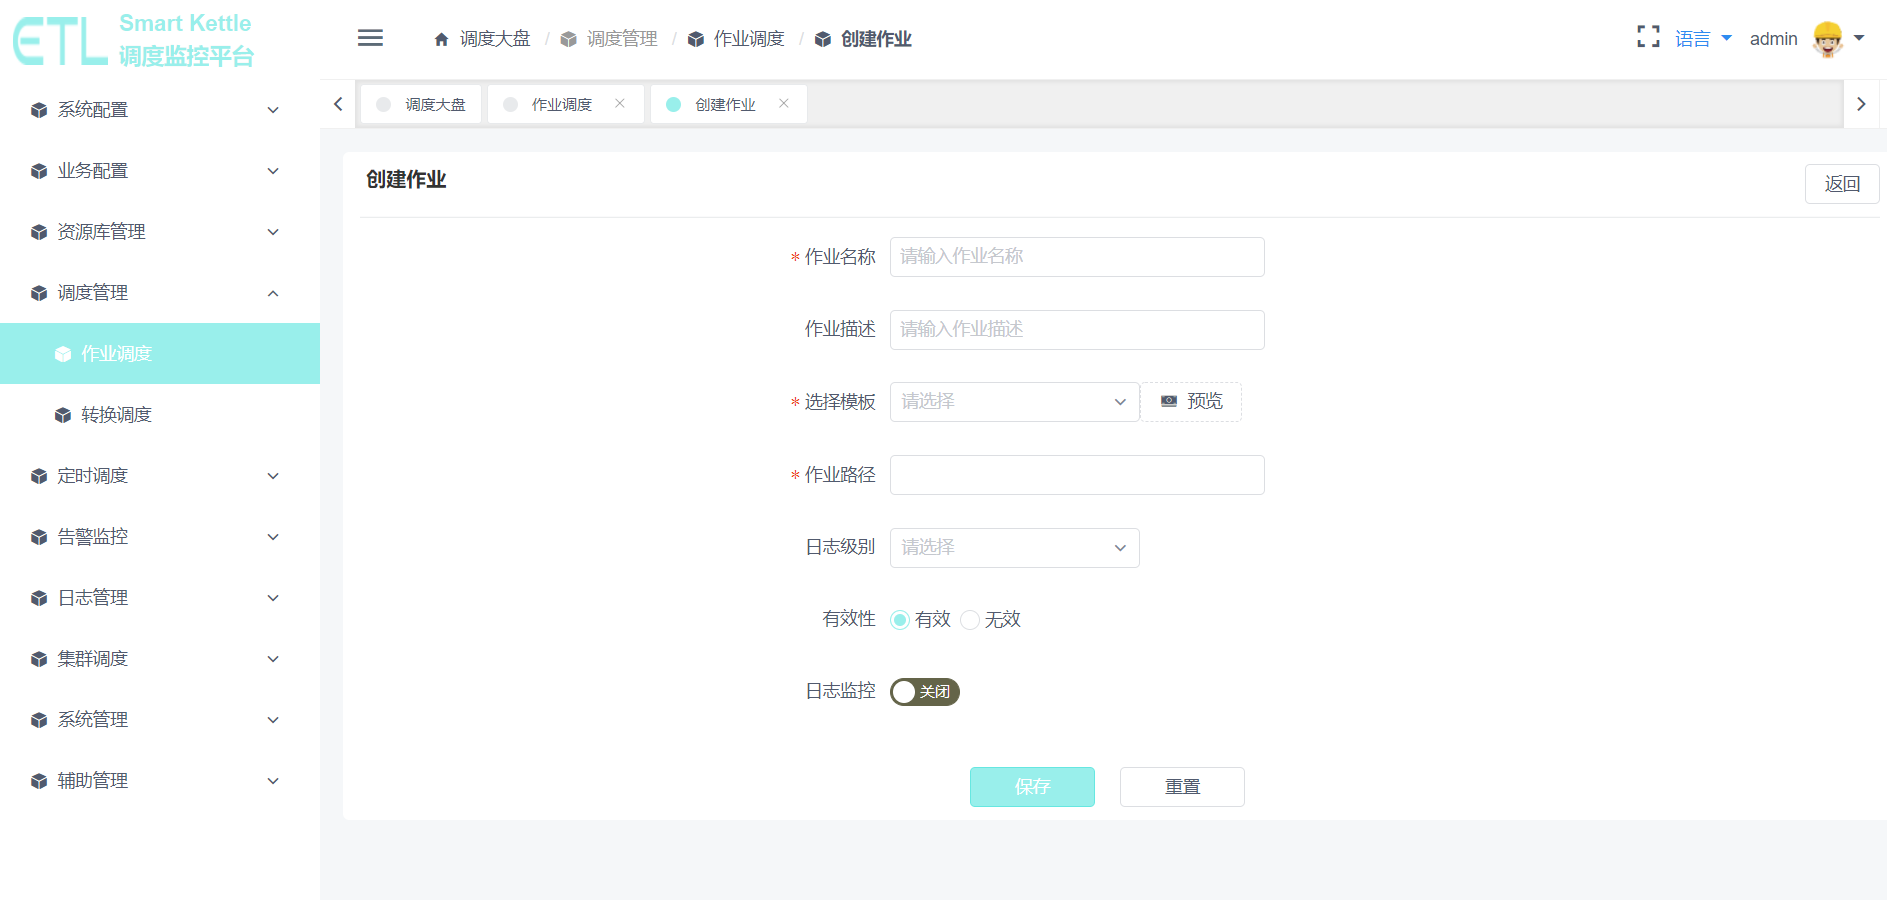 ETL
Smart Kettle
调度监控平台
调度大盘 / 调度管理 / 作业调度 / 创建作业
语言
admin
系统配置
业务配置
资源库管理
调度管理
作业调度
转换调度
定时调度
告警监控
日志管理
集群调度
系统管理
辅助管理
调度大盘 作业调度 创建作业
创建作业
返回
* 作业名称 请输入作业名称
作业描述 请输入作业描述
* 选择模板 请选择 预览
* 作业路径
日志级别 请选择
有效性 有效 无效
日志监控 关闭
保存 重置